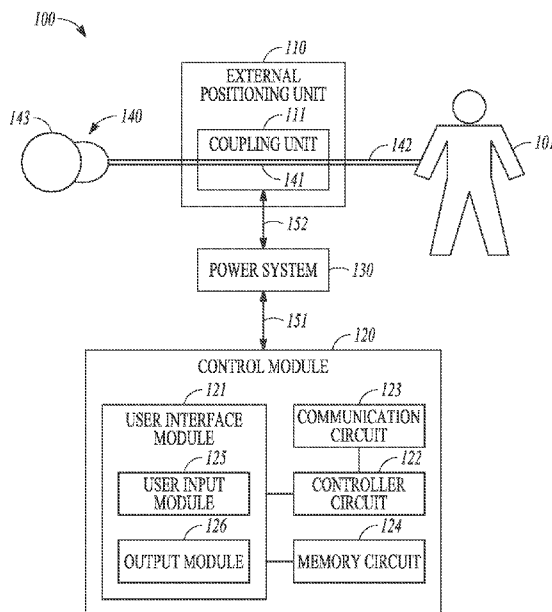 100
110
EXTERNAL
POSITIONING UNIT
143
140
111
COUPLING UNIT
142
101
141
152
POWER SYSTEM
130
151
120
CONTROL MODULE
121
USER INTERFACE
MODULE
123
COMMUNICATION
CIRCUIT
125
USER INPUT
MODULE
122
CONTROLLER
CIRCUIT
126
OUTPUT MODULE
124
MEMORY CIRCUIT